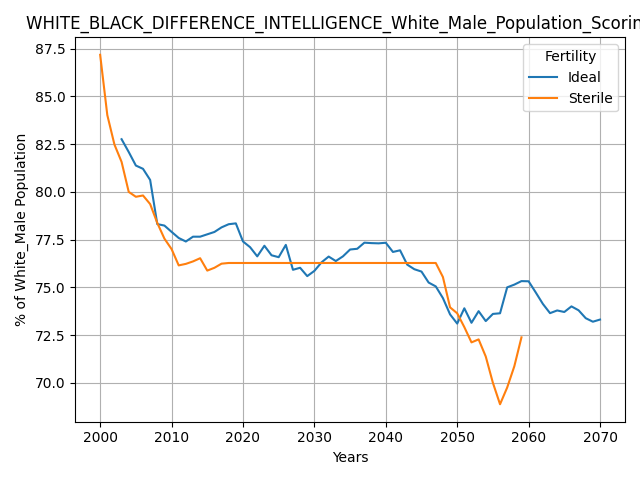 WHITE_BLACK_DIFFERENCE_INTELLIGENCE_White_Male_Population_Scorin
Fertility
Ideal
Sterile
% of White_Male Population
87.5
85.0
82.5
80.0
77.5
75.0
72.5
70.0
2000 2010 2020 2030 2040 2050 2060 2070
Years